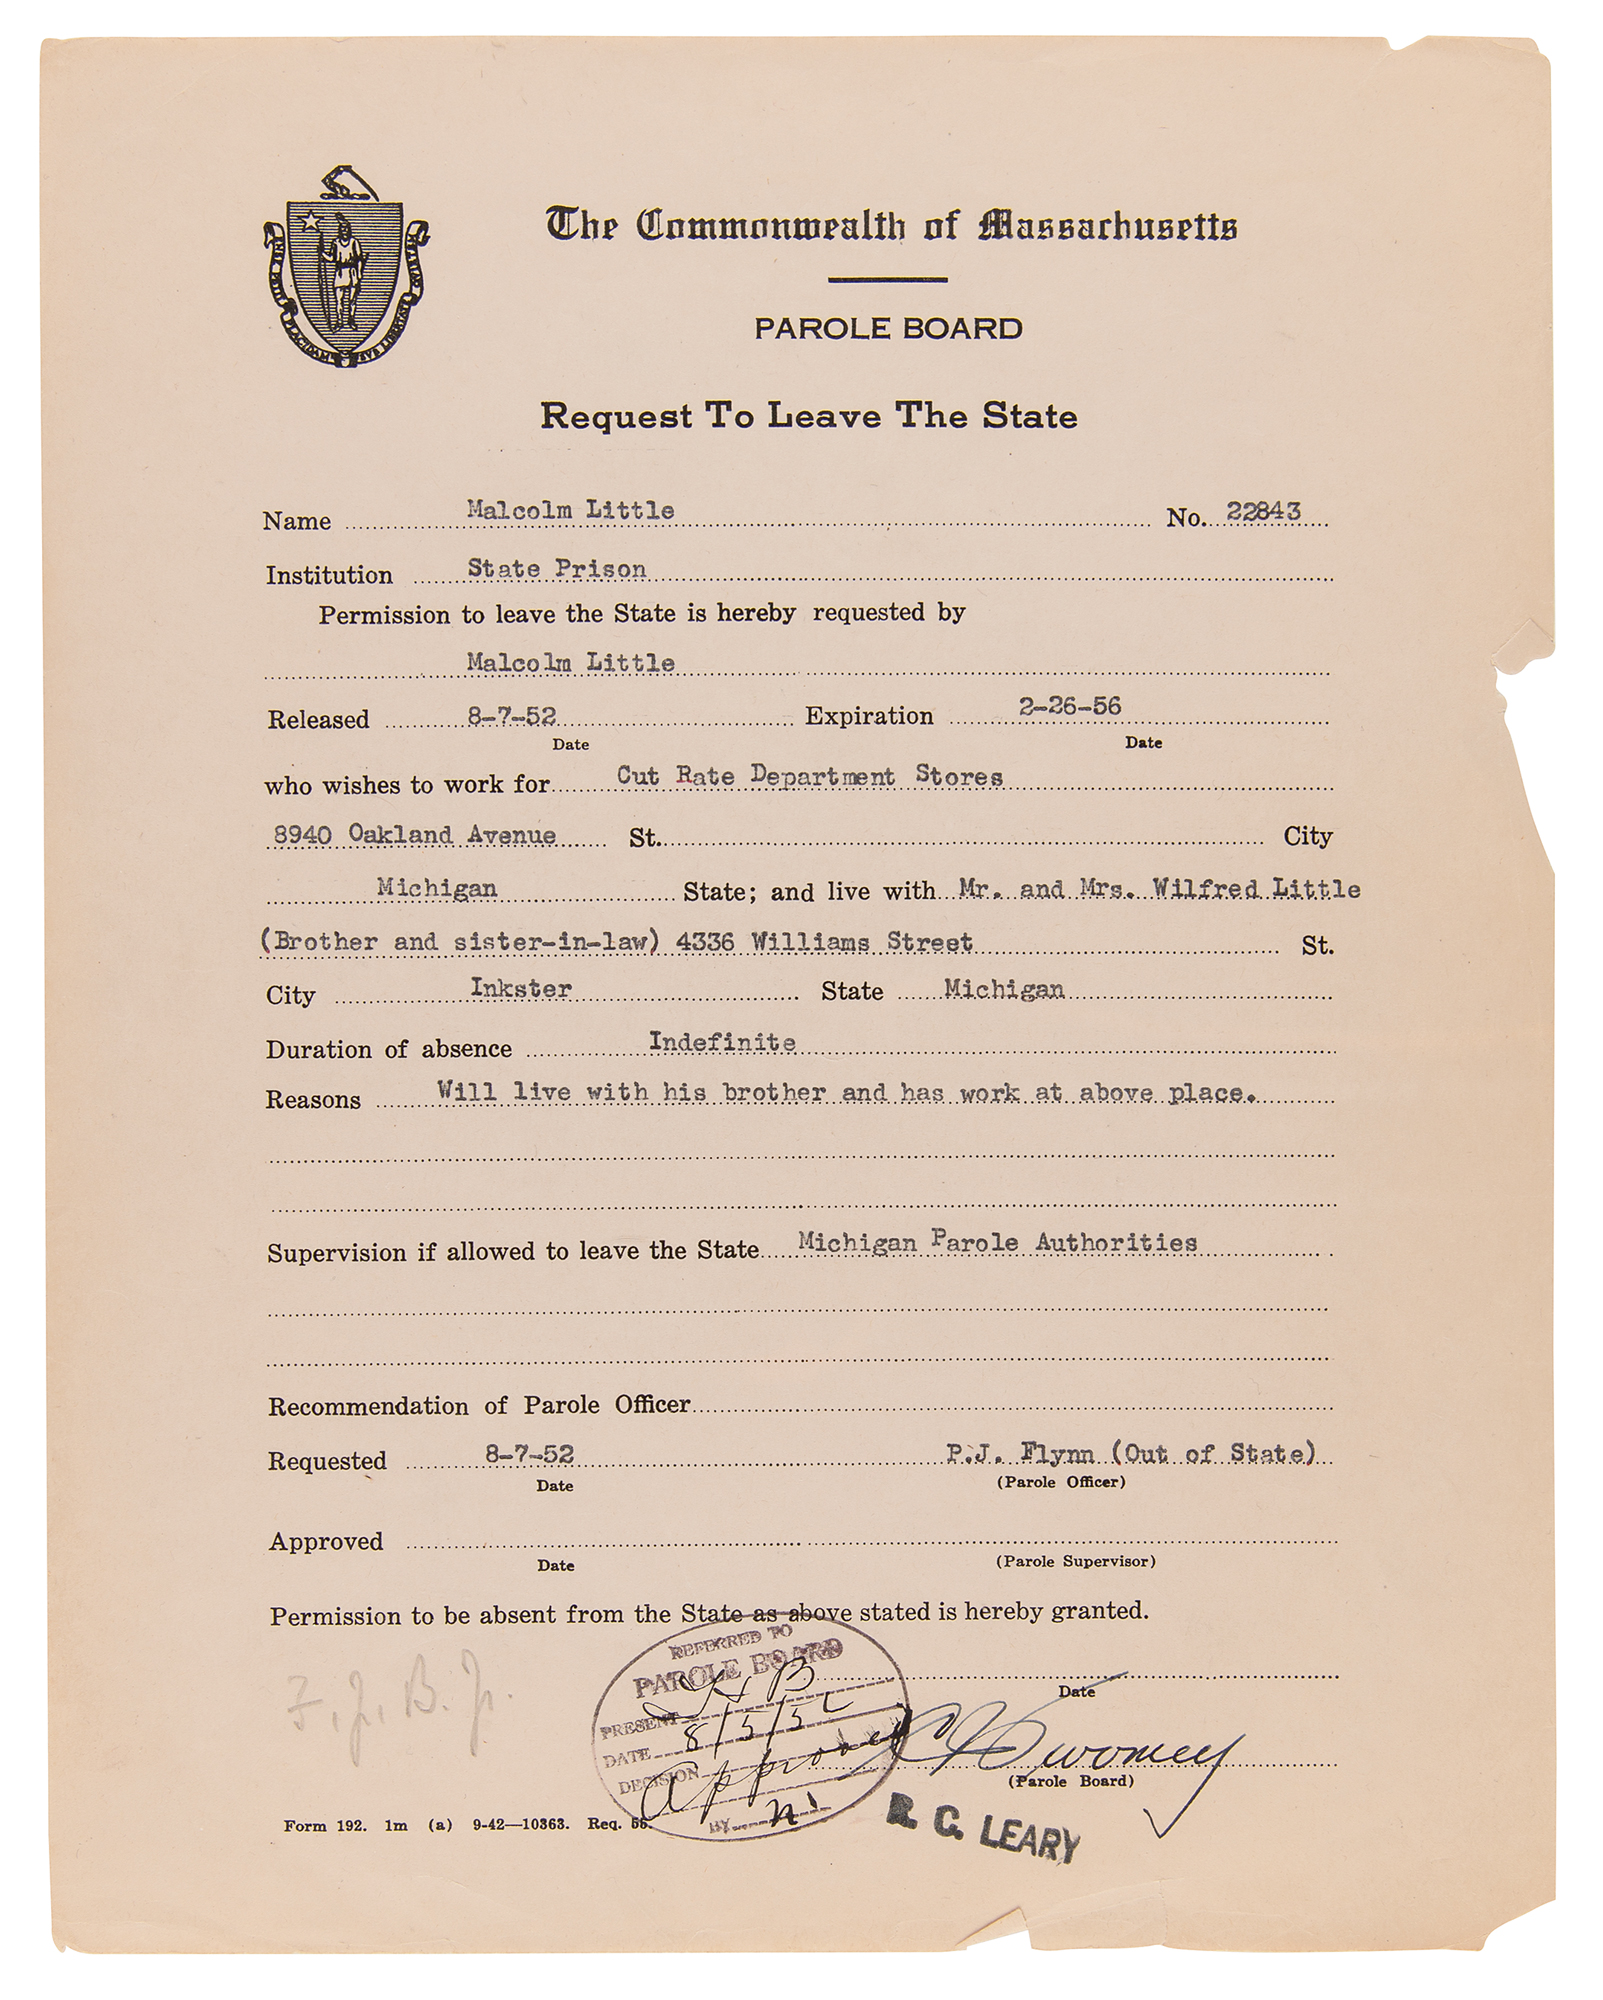 The Commonwealth of Massachusetts
PAROLE BOARD
Request To Leave The State
Name Malcolm Little No. 22843
Institution State Prison
Permission to leave the State is hereby requested by
Malcolm Little
Released 8-7-52 Expiration 2-26-56
Date Date
who wishes to work for Cut Rate Department Stores
8940 Oakland Avenue St. City
Michigan State; and live with Mr. and Mrs. Wilfred Little
(Brother and sister-in-law) 4336 Williams Street St.
City Inkster State Michigan
Duration of absence Indefinite
Reasons Will live with his brother and has work at above place.
Supervision if allowed to leave the State Michigan Parole Authorities
Recommendation of Parole Officer
Requested 8-7-52 P.J. Flynn (Out of State)
Date (Parole Officer)
Approved
Date (Parole Supervisor)
Permission to be absent from the State as above stated is hereby granted.
REFERRED TO
PAROLE BOARD
F. J. B. Jr.
Date
PRESENT
DATE 8/5/52
DECISION Approved
(Parole Board)
BY
R. C. LEARY
Form 192. 1m (a) 9-42—10363. Req. 56.